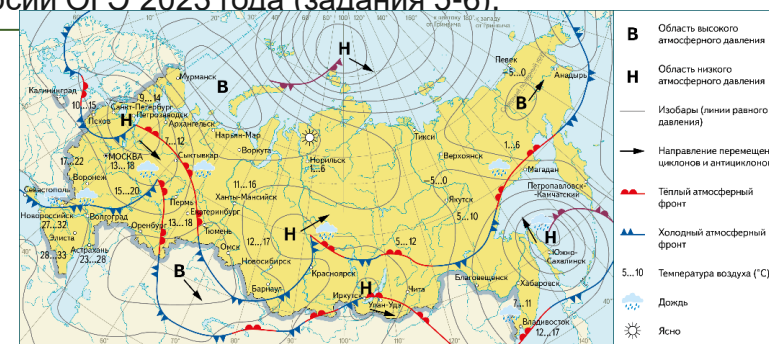 сии ОГЭ 2023 года (задания 5-6).
Певек
−5...0
Анадырь
Н
В
Мурманск
Калининград
10...15
9...14
Санкт-Петербург
Петрозаводск
Псков
Н
Архангельск
7...12
Нарьян-Мар
Воркута
МОСКВА
13...18
Сыктывкар
17...22
Воронеж
15...20
Севастополь
Новороссийск
27...32
Волгоград
Элиста
28...33
Астрахань
23...28
Оренбург
Пермь
13...18
Екатеринбург
Тюмень
Ханты-Мансийск
11...16
Омск
12...17
Новосибирск
Барнаул
Норильск
1...6
Тикси
Верхоянск
−5...0
Якутск
5...10
1...6
Магадан
В
Петропавловск-
-Камчатский
Н
5...12
Красноярск
Иркутск
Н
Улан-Удэ
Чита
Благовещенск
Хабаровск
7...11
Владивосток
12...17
Южно-
Сахалинск
Н
В
В
Область высокого
атмосферного давления
Н
Область низкого
атмосферного давления
Изобары (линии равного
давления)
Направление перемещен
циклонов и антициклоно
Тёплый атмосферный
фронт
Холодный атмосферный
фронт
5...10
Температура воздуха (°C)
Дождь
Ясно